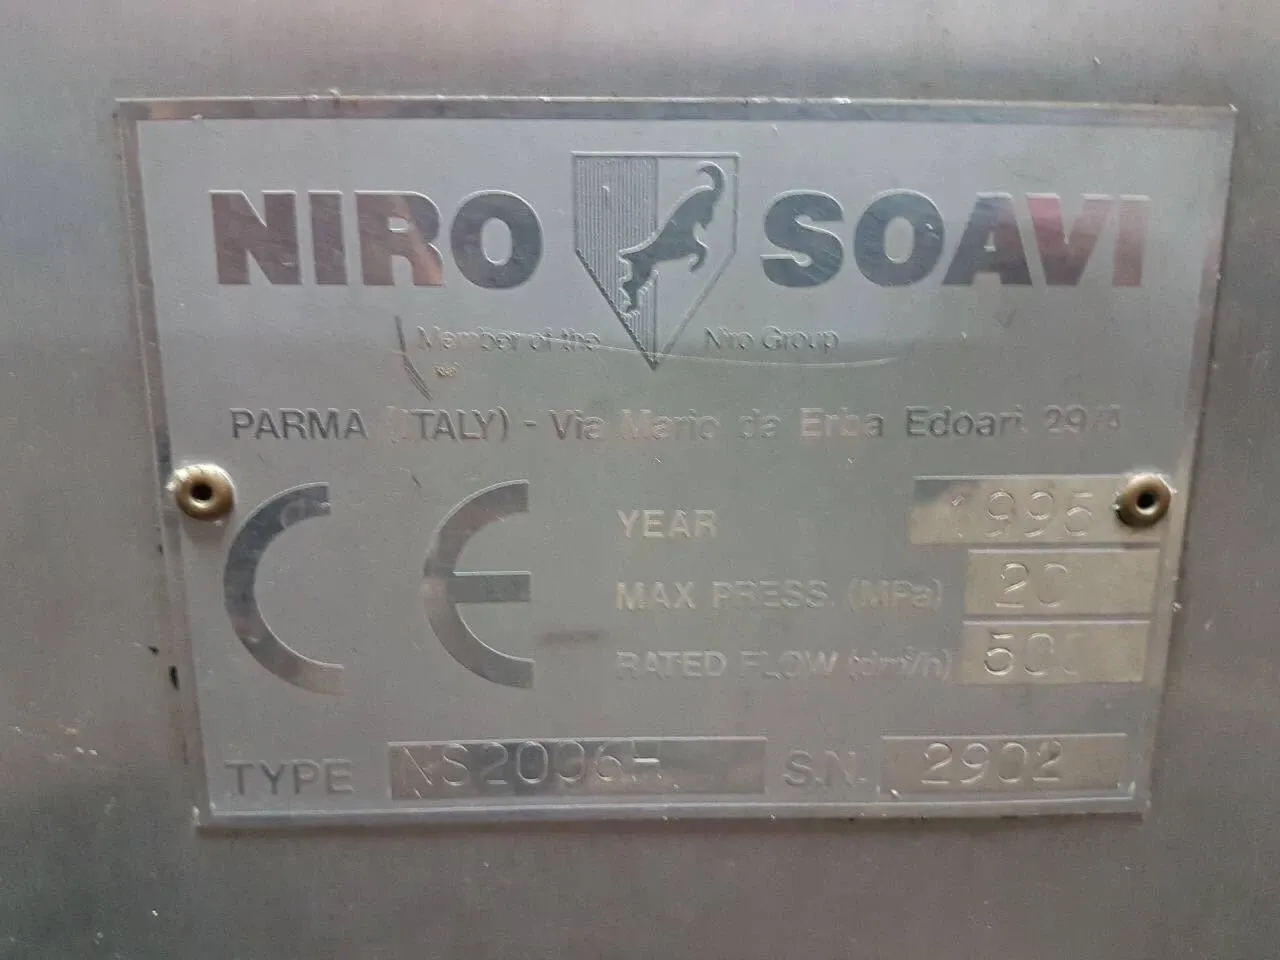 NIRO SOAVI
Member of the Niro Group
PARMA (ITALY) - Via Mario da Erba Edoari, 29/A
CE
YEAR 1995
MAX PRESS. (MPa) 20
RATED FLOW (dm³/h) 500
TYPE NS2006H S.N. 2902